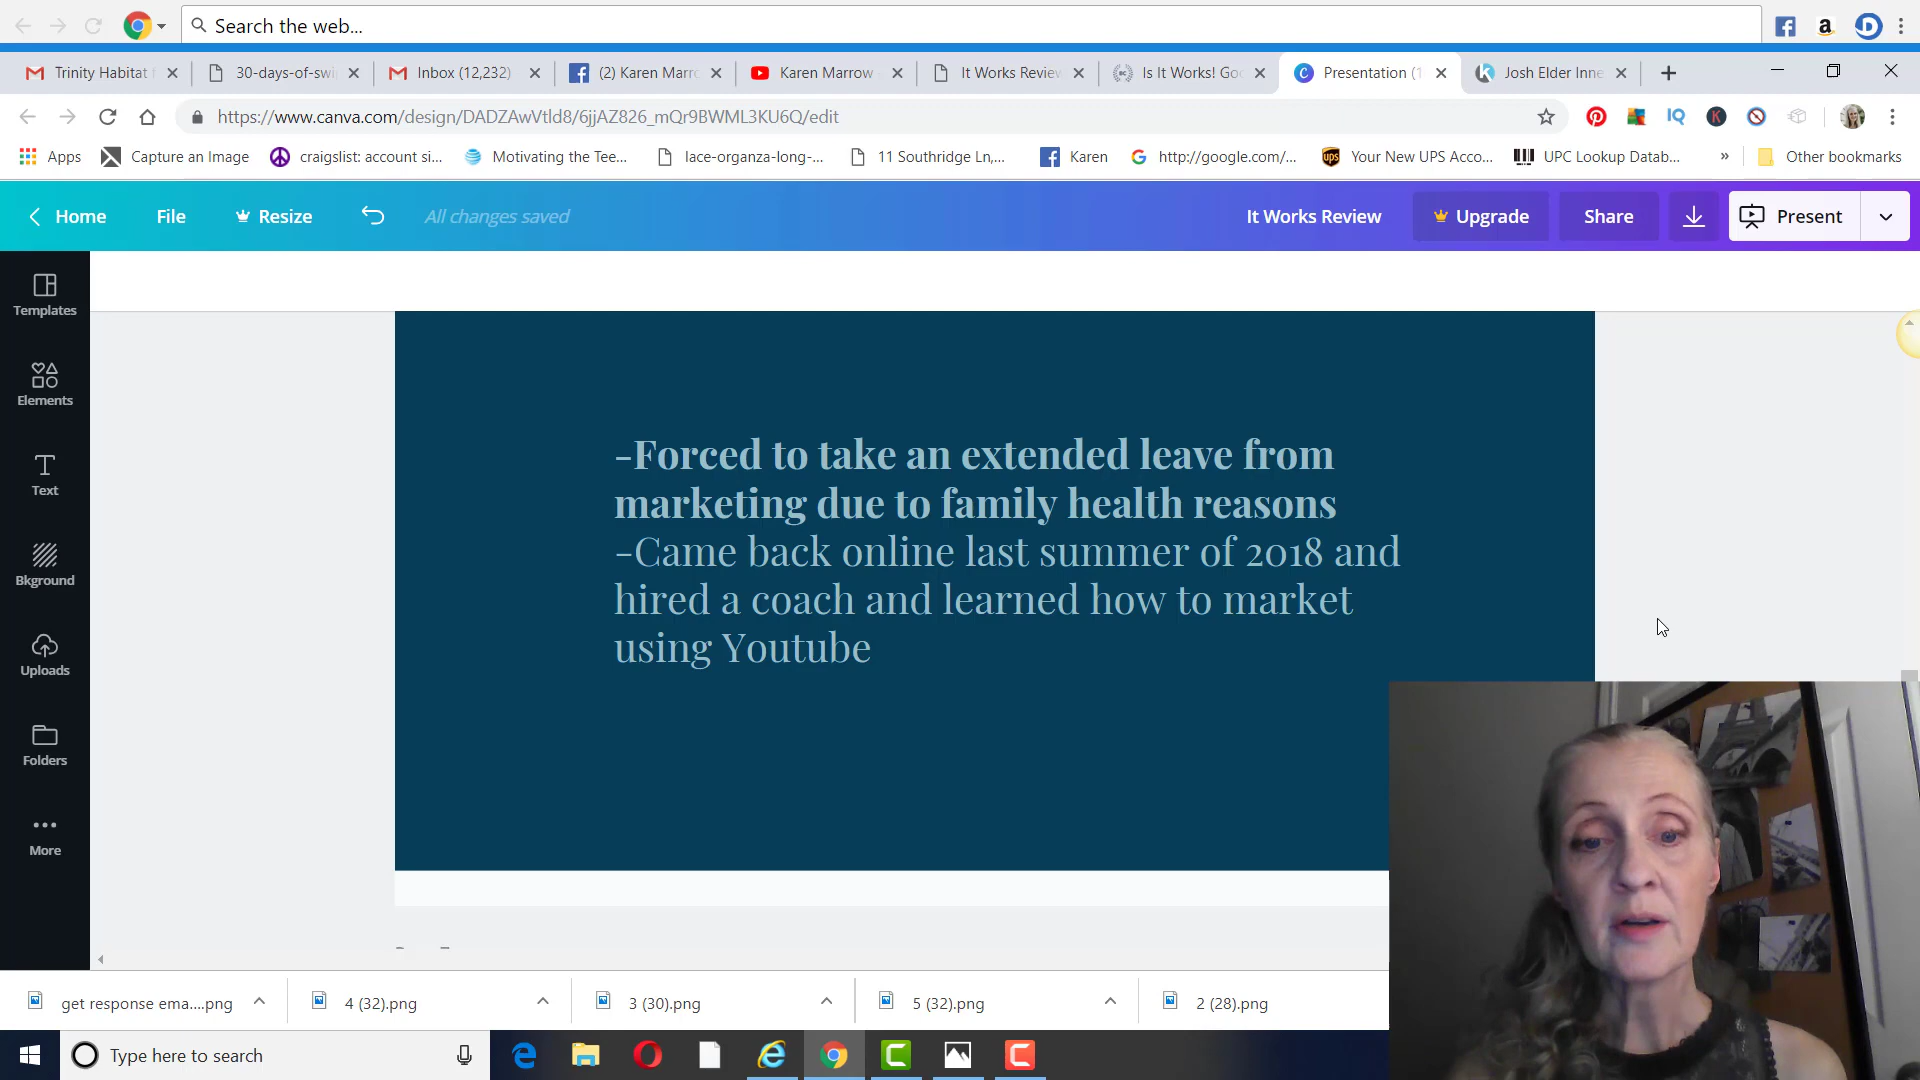 Search the web...
Trinity Habitat f
30-days-of-swi
Inbox (12,232)
(2) Karen Marro
Karen Marrow
It Works Review
Is It Works! Goo
Presentation (1
Josh Elder Inne
https://www.canva.com/design/DADZAwVtld8/6jjAZ826_mQr9BWML3KU6Q/edit
Apps
Capture an Image
craigslist: account si...
Motivating the Tee...
lace-organza-long-...
11 Southridge Ln,...
Karen
http://google.com/...
Your New UPS Acco...
UPC Lookup Datab...
Other bookmarks
Home
File
Resize
All changes saved
It Works Review
Upgrade
Share
Present
Templates
Elements
Text
Bkground
Uploads
Folders
More
-Forced to take an extended leave from
marketing due to family health reasons
-Came back online last summer of 2018 and
hired a coach and learned how to market
using Youtube
get response ema....png
4 (32).png
3 (30).png
5 (32).png
2 (28).png
Type here to search